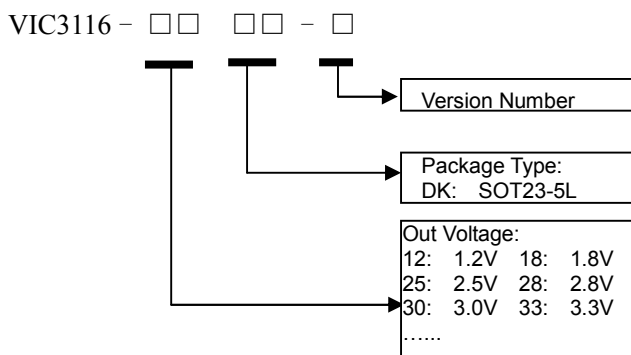 VIC3116 - □□ □□ - □
Version Number
Package Type:
DK: SOT23-5L
Out Voltage:
12: 1.2V 18: 1.8V
25: 2.5V 28: 2.8V
30: 3.0V 33: 3.3V
…...